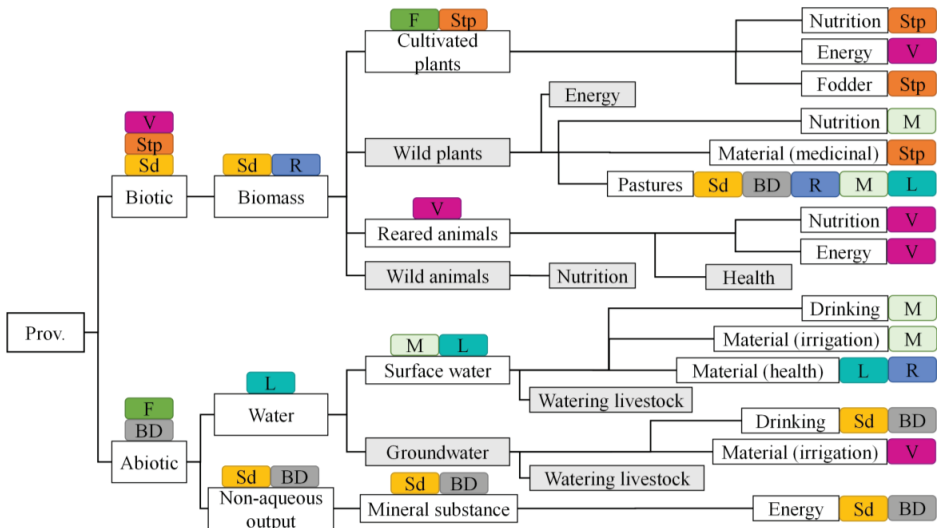 F Stp
Cultivated
plants
Nutrition Stp
Energy V
Fodder Stp
Energy
V
Stp
Sd
Biotic
Sd R
Biomass
Wild plants
Nutrition M
Material (medicinal) Stp
Pastures Sd BD R M L
V
Reared animals
Nutrition V
Energy V
Health
Wild animals
Nutrition
Prov.
M L
Surface water
Drinking M
Material (irrigation) M
Material (health) L R
Watering livestock
L
Water
F
BD
Abiotic
Groundwater
Drinking Sd BD
Material (irrigation) V
Watering livestock
Sd BD
Non-aqueous
output
Sd BD
Mineral substance
Energy Sd BD